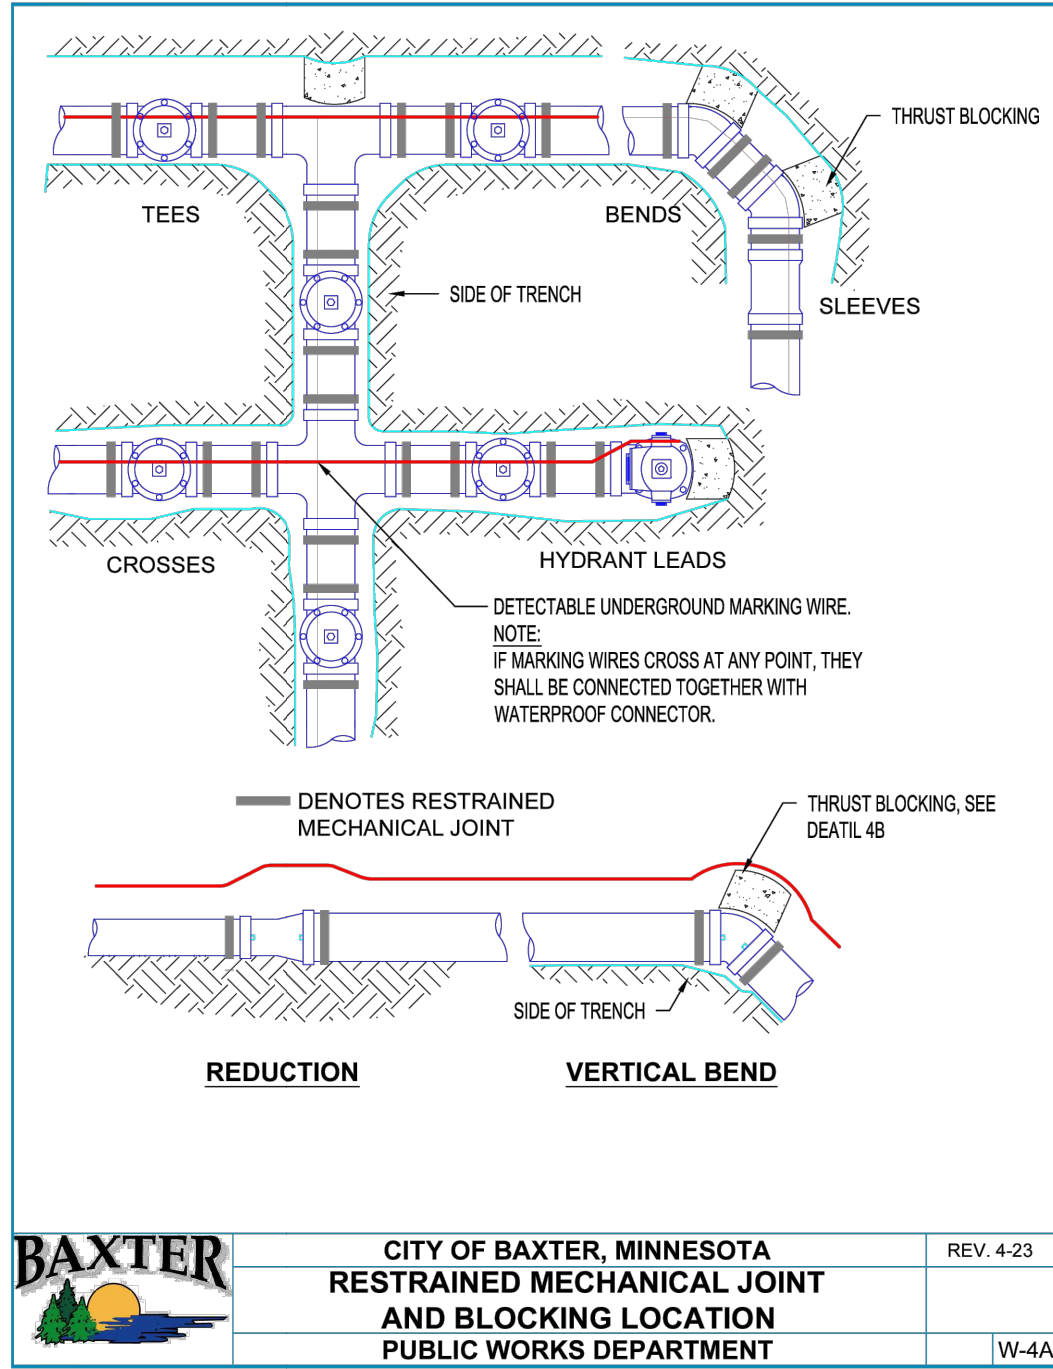 THRUST BLOCKING
TEES
BENDS
SIDE OF TRENCH
SLEEVES
CROSSES
HYDRANT LEADS
DETECTABLE UNDERGROUND MARKING WIRE.
NOTE:
IF MARKING WIRES CROSS AT ANY POINT, THEY
SHALL BE CONNECTED TOGETHER WITH
WATERPROOF CONNECTOR.
DENOTES RESTRAINED
MECHANICAL JOINT
THRUST BLOCKING, SEE
DEATIL 4B
SIDE OF TRENCH
REDUCTION
VERTICAL BEND
BAXTER
CITY OF BAXTER, MINNESOTA
REV. 4-23
RESTRAINED MECHANICAL JOINT
AND BLOCKING LOCATION
PUBLIC WORKS DEPARTMENT
W-4A